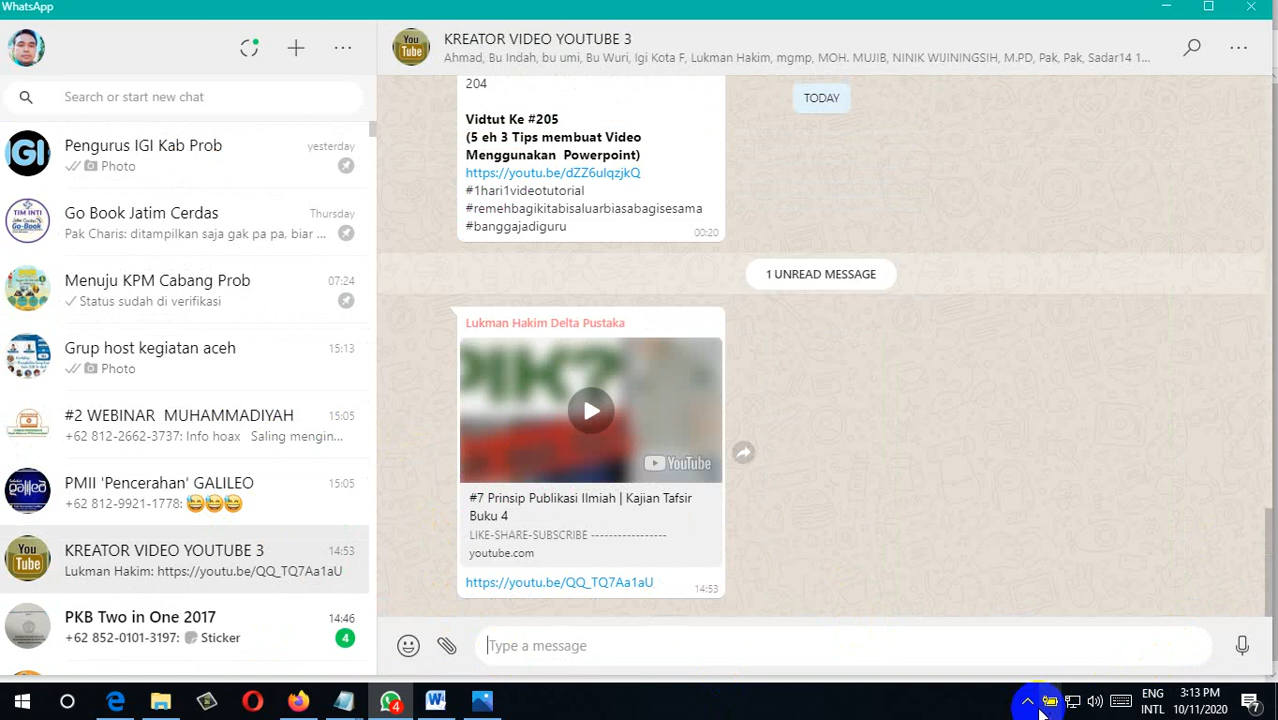 WhatsApp
Search or start new chat
Pengurus IGI Kab Prob
yesterday
Photo
Go Book Jatim Cerdas
Thursday
Pak Charis: ditampilkan saja gak pa pa, biar ...
Menuju KPM Cabang Prob
07:24
Status sudah di verifikasi
Grup host kegiatan aceh
15:13
Photo
#2 WEBINAR MUHAMMADIYAH
15:05
+62 812-2662-3737: Info hoax Saling mengin...
PMII 'Pencerahan' GALILEO
15:05
+62 812-9921-1778: 😅😅😅
KREATOR VIDEO YOUTUBE 3
14:53
Lukman Hakim: https://youtu.be/QQ_TQ7Aa1aU
PKB Two in One 2017
14:46
+62 852-0101-3197: Sticker
4
IGI
You
Tube
You
Tube
KREATOR VIDEO YOUTUBE 3
Ahmad, Bu Indah, bu umi, Bu Wuri, Igi Kota F, Lukman Hakim, mgmp, MOH. MUJIB, NINIK WIJININGSIH, M.PD, Pak, Pak, Sadar14 1...
204
TODAY
Vidtut Ke #205
(5 eh 3 Tips membuat Video
Menggunakan Powerpoint)
https://youtu.be/dZZ6ulqzjkQ
#1hari1videotutorial
#remehbagikitabisaluarbiasabagisesama
#banggajadiguru
00:20
1 UNREAD MESSAGE
Lukman Hakim Delta Pustaka
PIK?
YouTube
#7 Prinsip Publikasi Ilmiah | Kajian Tafsir
Buku 4
LIKE-SHARE-SUBSCRIBE ----------------
youtube.com
https://youtu.be/QQ_TQ7Aa1aU
14:53
Type a message
4
ENG
INTL
3:13 PM
10/11/2020
7